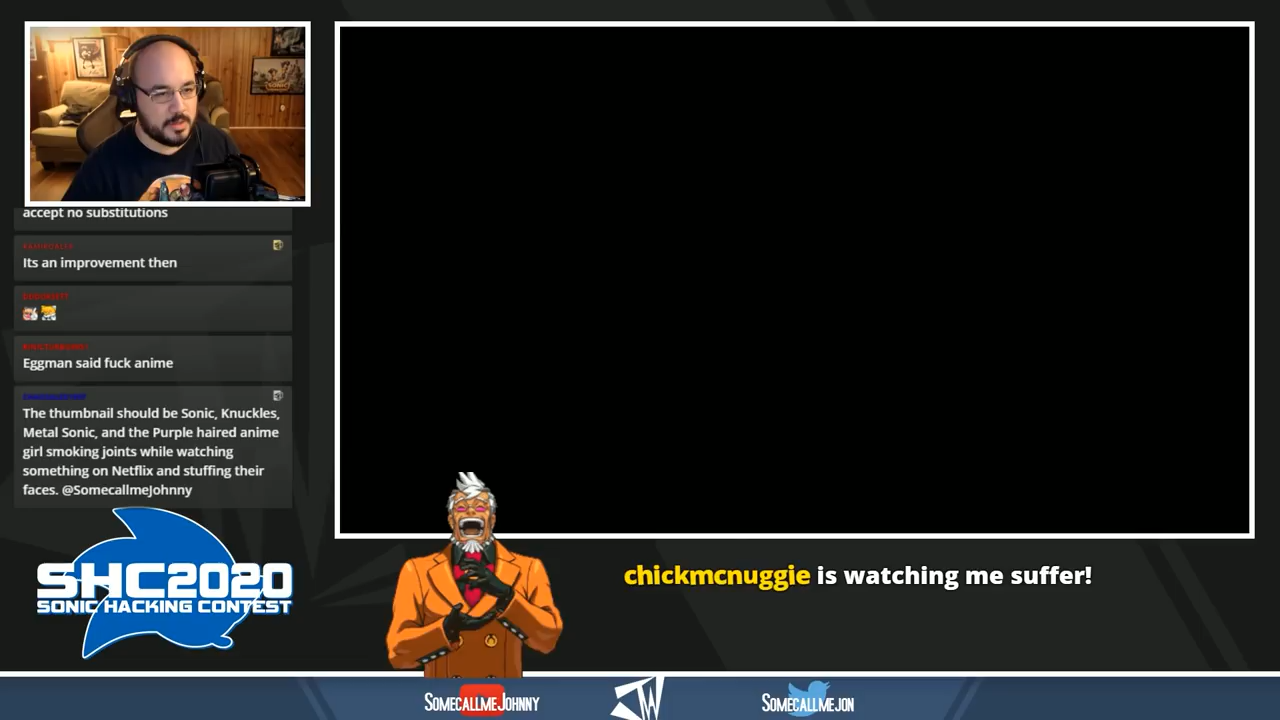 SONIC
accept no substitutions
Its an improvement then
Eggman said fuck anime
The thumbnail should be Sonic, Knuckles,
Metal Sonic, and the Purple haired anime
girl smoking joints while watching
something on Netflix and stuffing their
faces. @SomecallmeJohnny
SHC2020
SONIC HACKING CONTEST
chickmcnuggie is watching me suffer!
SOMECALLMEJOHNNY
SOMECALLMEJON